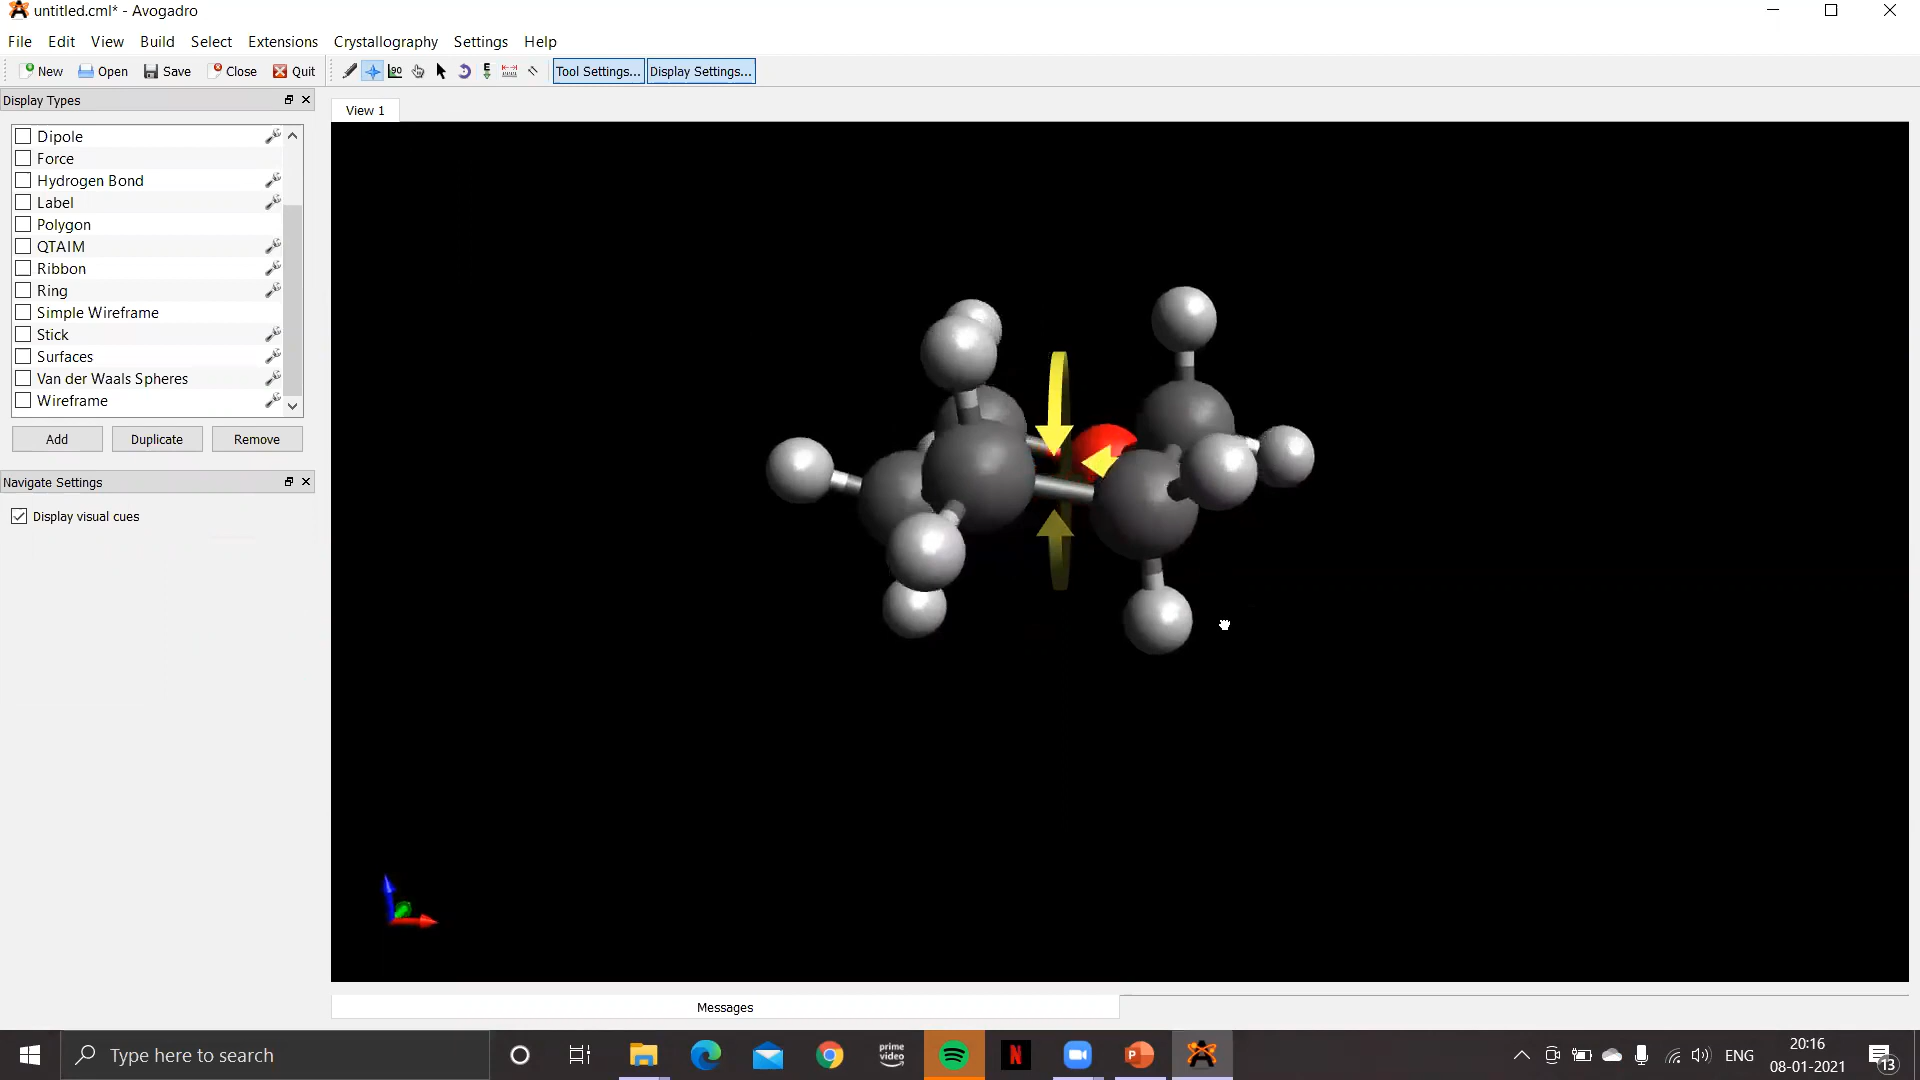 untitled.cml* - Avogadro
File Edit View Build Select Extensions Crystallography Settings Help
New Open Save Close Quit 90 E Tool Settings... Display Settings...
Display Types
View 1
Dipole
Force
Hydrogen Bond
Label
Polygon
QTAIM
Ribbon
Ring
Simple Wireframe
Stick
Surfaces
Van der Waals Spheres
Wireframe
Add Duplicate Remove
Navigate Settings
Display visual cues
Messages
Type here to search
prime video
N
P
ENG
20:16
08-01-2021
13